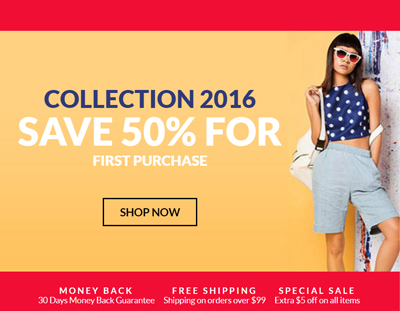 COLLECTION 2016
SAVE 50% FOR
FIRST PURCHASE
SHOP NOW
MONEY BACK
30 Days Money Back Guarantee
FREE SHIPPING
Shipping on orders over $99
SPECIAL SALE
Extra $5 off on all items